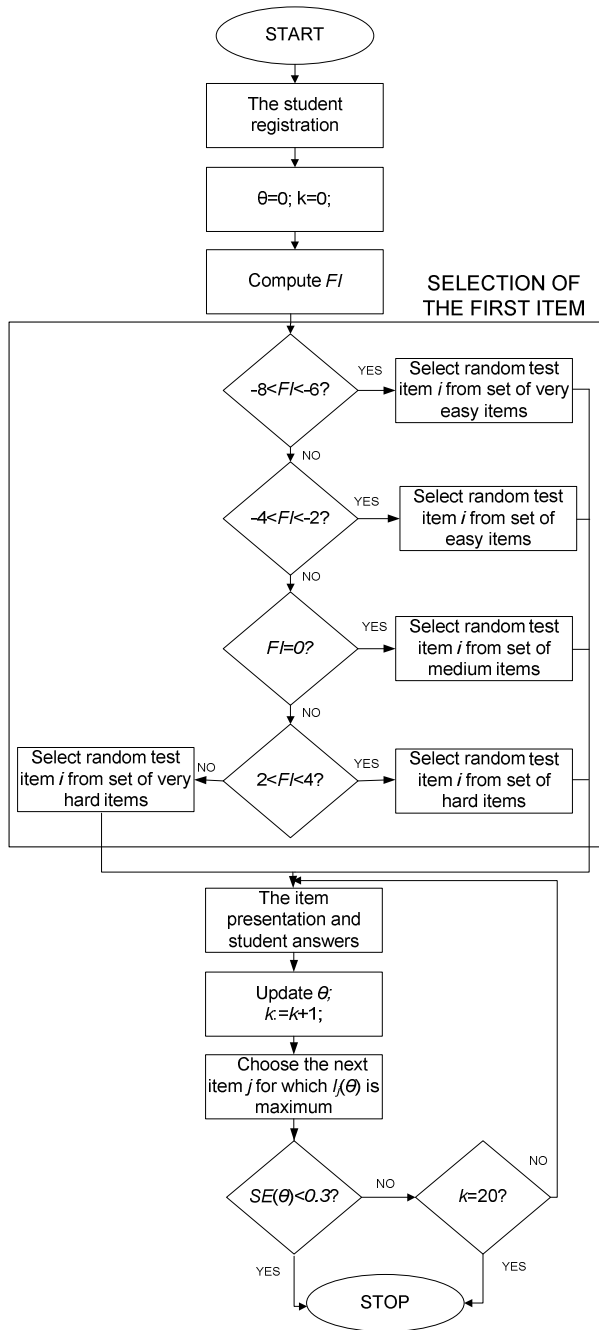 START
The student
registration
θ=0; k=0;
Compute FI
SELECTION OF
THE FIRST ITEM
-8<FI<-6?
YES
Select random test
item i from set of very
easy items
NO
-4<FI<-2?
YES
Select random test
item i from set of
easy items
NO
FI=0?
YES
Select random test
item i from set of
medium items
NO
Select random test
item i from set of very
hard items
NO
2<FI<4?
YES
Select random test
item i from set of
hard items
The item
presentation and
student answers
Update θ;
k:=k+1;
Choose the next
item j for which Ij(θ) is
maximum
SE(θ)<0.3?
NO
k=20?
NO
YES
YES
STOP